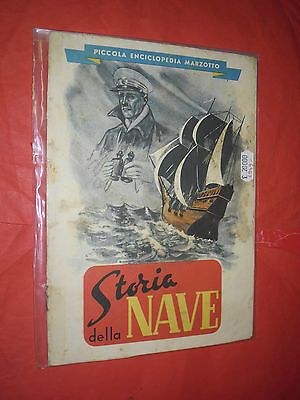 PICCOLA ENCICLOPEDIA MARZOTTO
Storia
della
NAVE